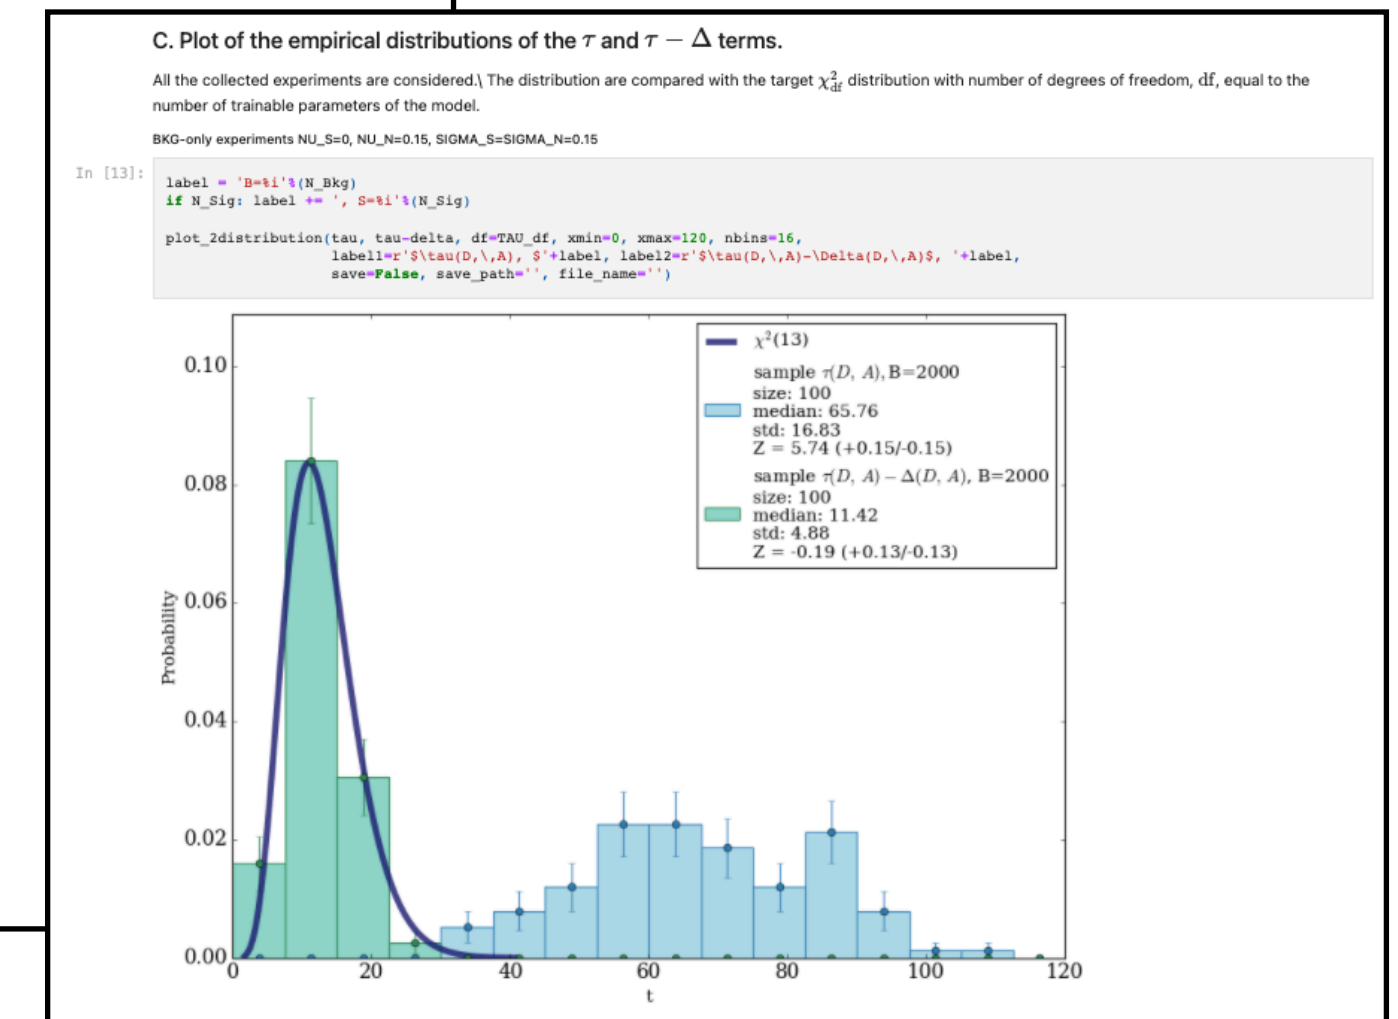 C. Plot of the empirical distributions of the τ and τ − Δ terms.
All the collected experiments are considered.\ The distribution are compared with the target χ²df distribution with number of degrees of freedom, df, equal to the
number of trainable parameters of the model.
BKG-only experiments NU_S=0, NU_N=0.15, SIGMA_S=SIGMA_N=0.15
In [13]:
label = 'B=%i'%(N_Bkg)
if N_Sig: label += ', S=%i'%(N_Sig)
plot_2distribution(tau, tau-delta, df=TAU_df, xmin=0, xmax=120, nbins=16,
label1=r'$\tau(D,\,A), $'+label, label2=r'$\tau(D,\,A)-\Delta(D,\,A)$, '+label,
save=False, save_path='', file_name='')
χ²(13)
sample τ(D, A), B=2000
size: 100
median: 65.76
std: 16.83
Z = 5.74 (+0.15/-0.15)
sample τ(D, A) − Δ(D, A), B=2000
size: 100
median: 11.42
std: 4.88
Z = -0.19 (+0.13/-0.13)
Probability
0.10
0.08
0.06
0.04
0.02
0.00
0 20 40 60 80 100 120
t